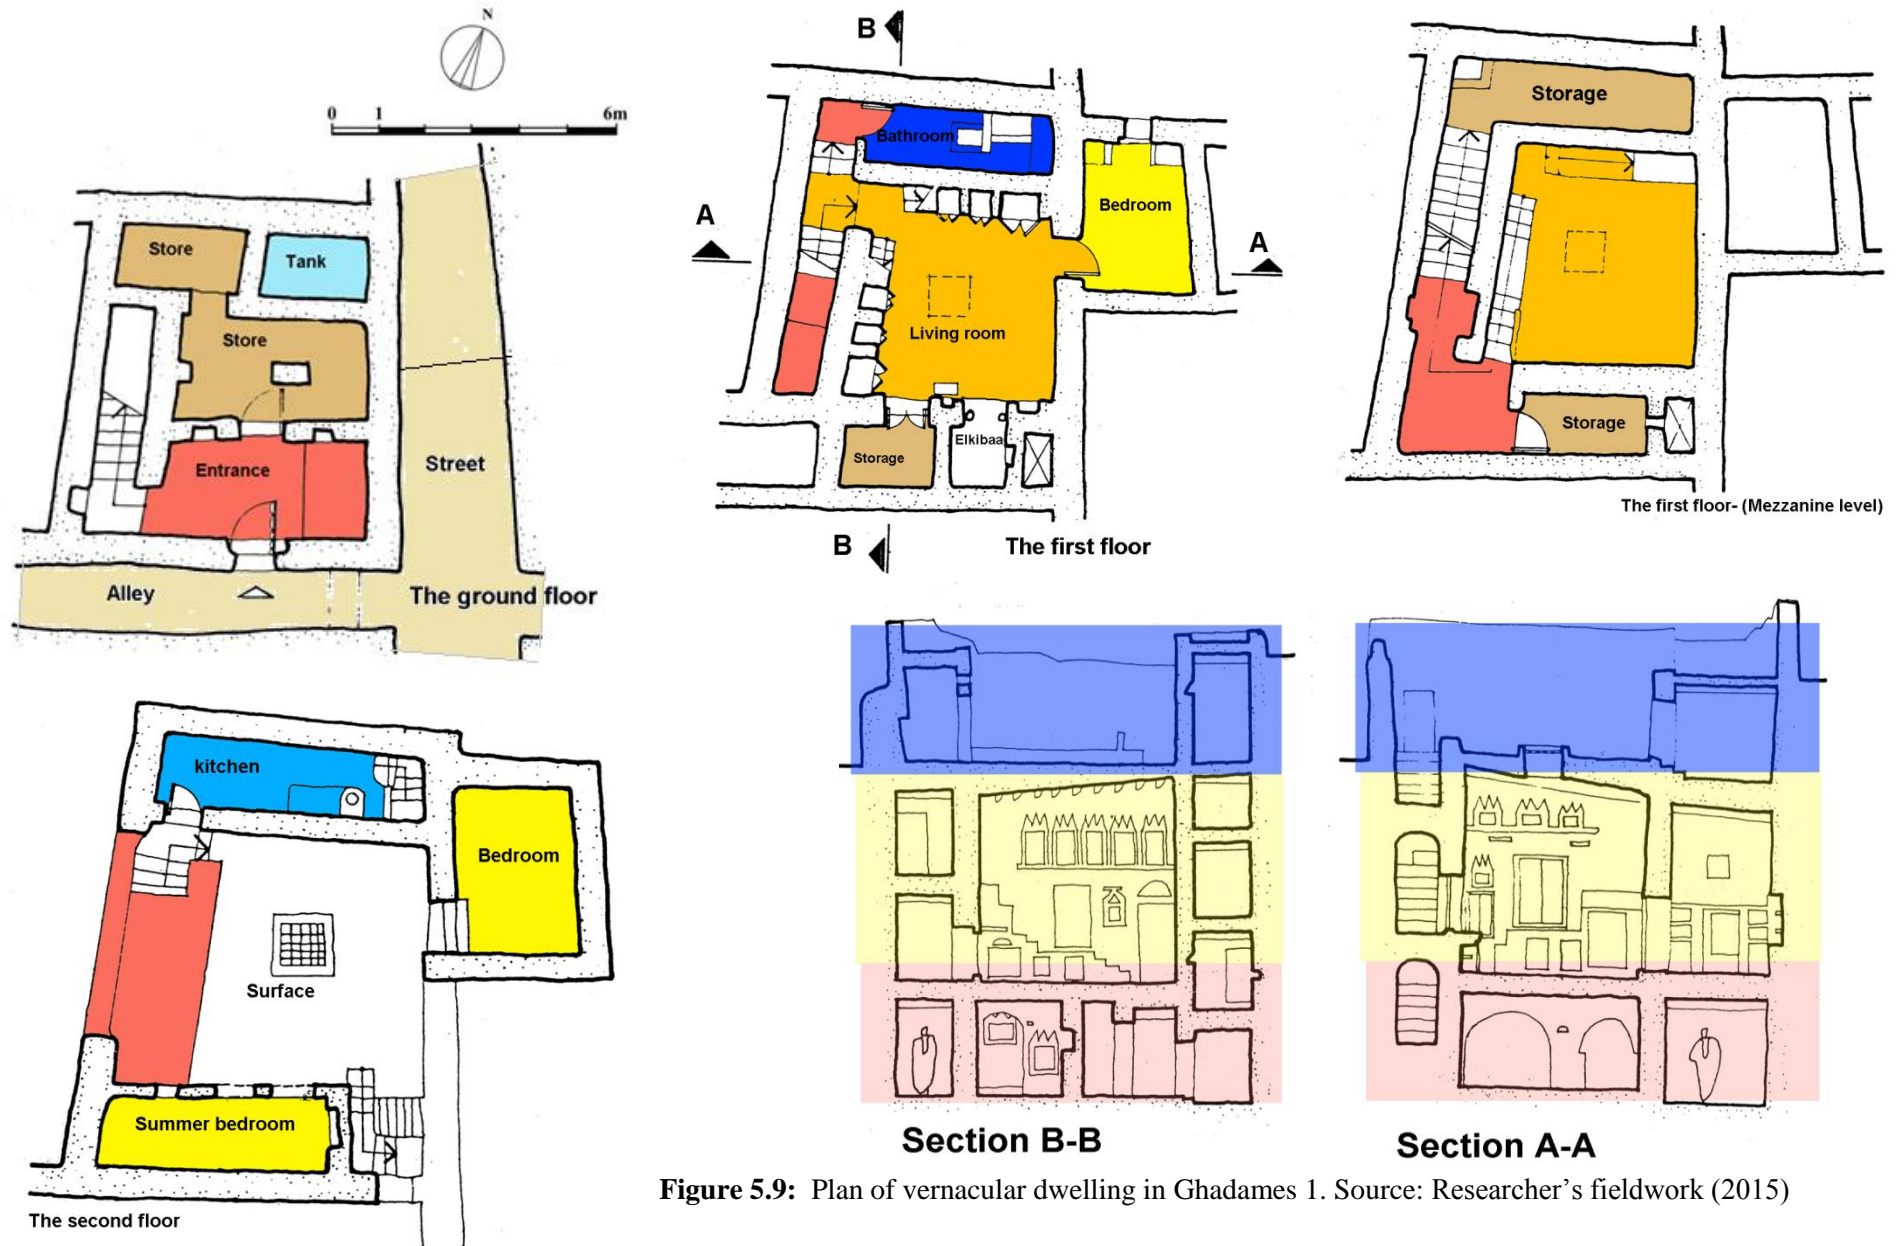 N
0 1 6m
Store
Tank
Store
Entrance
Street
Alley
The ground floor
B
Bathroom
Bedroom
A
A
Living room
Elkibaa
Storage
B
The first floor
Storage
Storage
The first floor- (Mezzanine level)
kitchen
Bedroom
Surface
Summer bedroom
The second floor
Section B-B
Section A-A
Figure 5.9: Plan of vernacular dwelling in Ghadames 1. Source: Researcher’s fieldwork (2015)